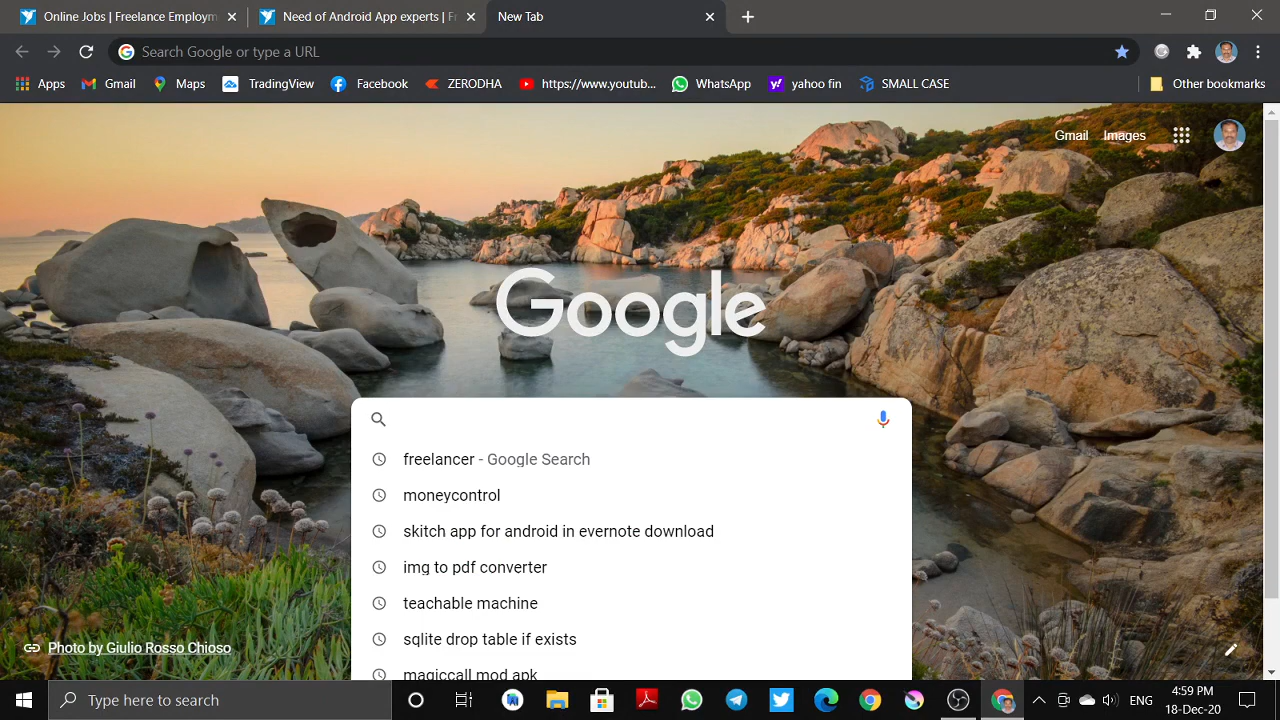 Online Jobs | Freelance Employm
Need of Android App experts | Fr
New Tab
Search Google or type a URL
Apps
Gmail
Maps
TradingView
Facebook
ZERODHA
https://www.youtub...
WhatsApp
yahoo fin
SMALL CASE
Other bookmarks
Gmail
Images
Google
freelancer - Google Search
moneycontrol
skitch app for android in evernote download
img to pdf converter
teachable machine
sqlite drop table if exists
magiccall mod apk
Photo by Giulio Rosso Chioso
Type here to search
ENG
4:59 PM
18-Dec-20